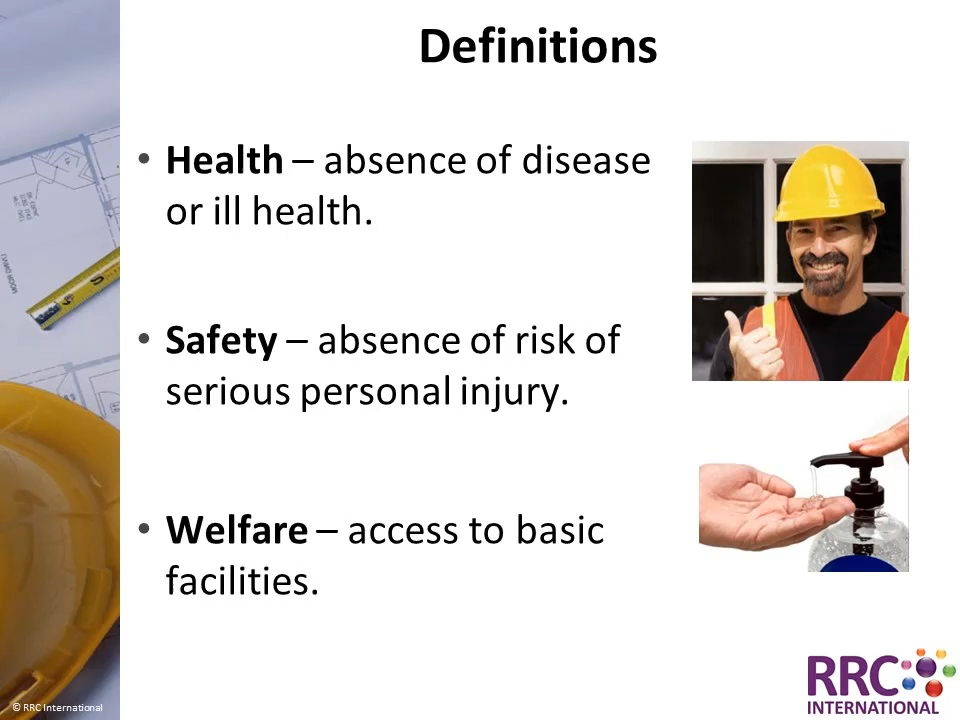 Definitions
• Health – absence of disease
or ill health.
• Safety – absence of risk of
serious personal injury.
• Welfare – access to basic
facilities.
RRC
INTERNATIONAL
© RRC International